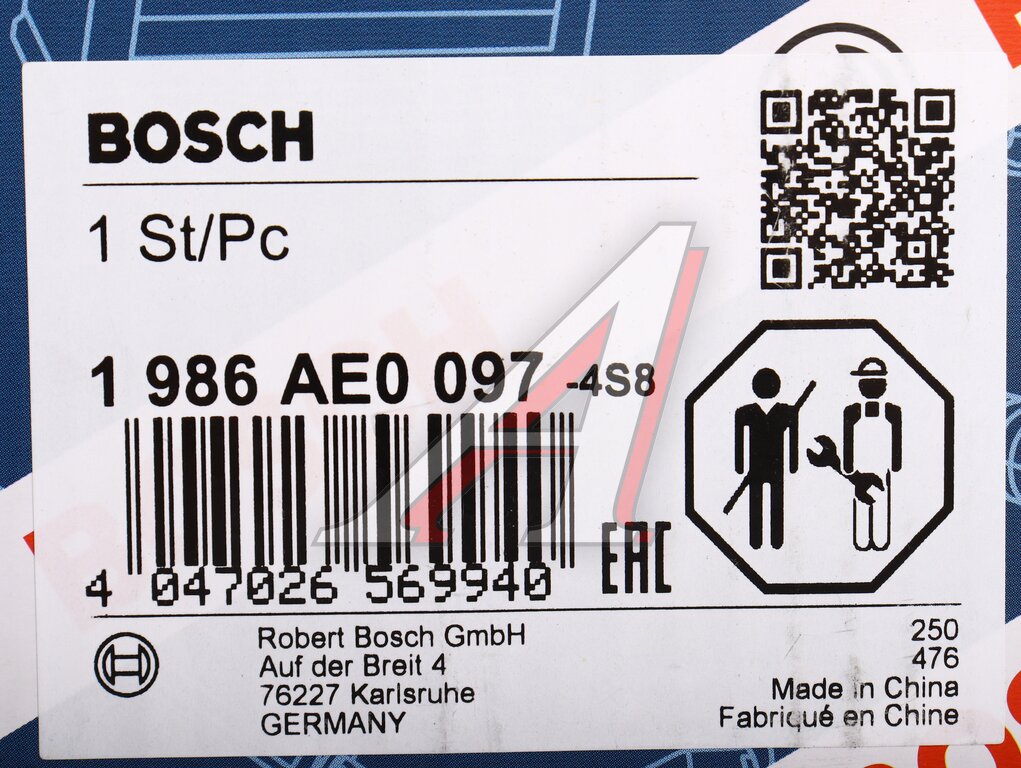 BOSCH
1 St/Pc
1 986 AE0 097 -4S8
4 047026 569940
EAC
Robert Bosch GmbH
Auf der Breit 4
76227 Karlsruhe
GERMANY
250
476
Made in China
Fabriqué en Chine
BOSCH